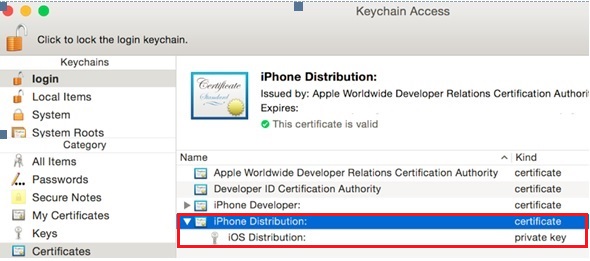 Keychain Access
Click to lock the login keychain.
Keychains
login
Local Items
System
System Roots
Category
All Items
Passwords
Secure Notes
My Certificates
Keys
Certificates
Certificate
Standard
iPhone Distribution:
Issued by: Apple Worldwide Developer Relations Certification Authority
Expires:
This certificate is valid
Name Kind
Apple Worldwide Developer Relations Certification Authority certificate
Developer ID Certification Authority certificate
iPhone Developer: certificate
iPhone Distribution: certificate
iOS Distribution: private key